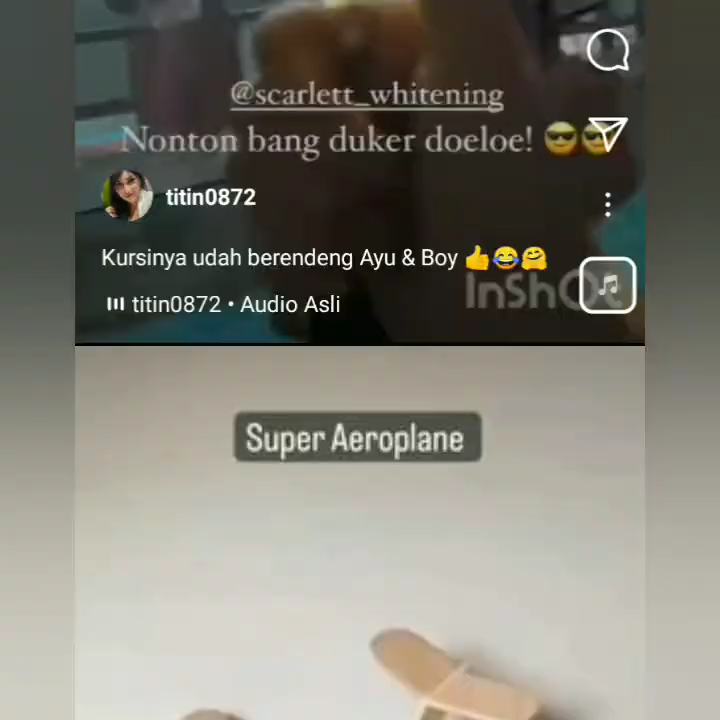 @scarlett_whitening
Nonton bang duker doeloe! 😎😎
titin0872
Kursinya udah berendeng Ayu & Boy 👍😂🤗
InShOt
titin0872 • Audio Asli
Super Aeroplane